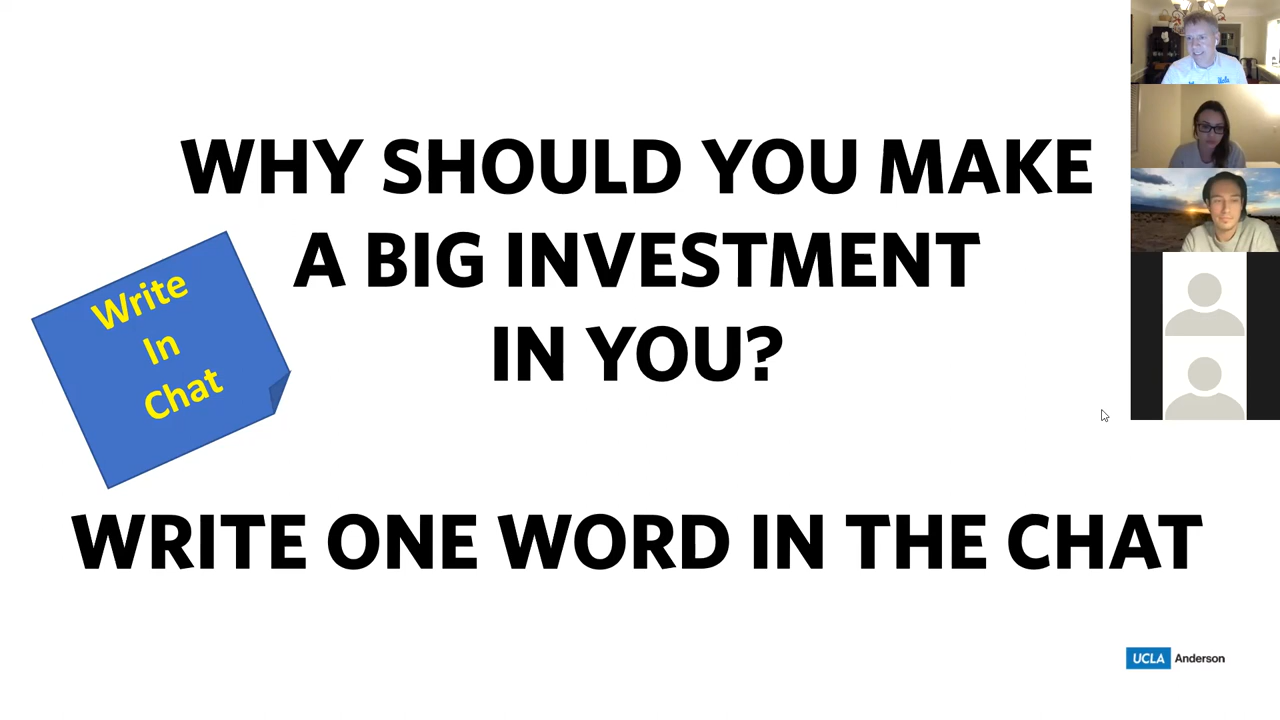 WHY SHOULD YOU MAKE
A BIG INVESTMENT
IN YOU?
Write
In
Chat
WRITE ONE WORD IN THE CHAT
UCLA Anderson